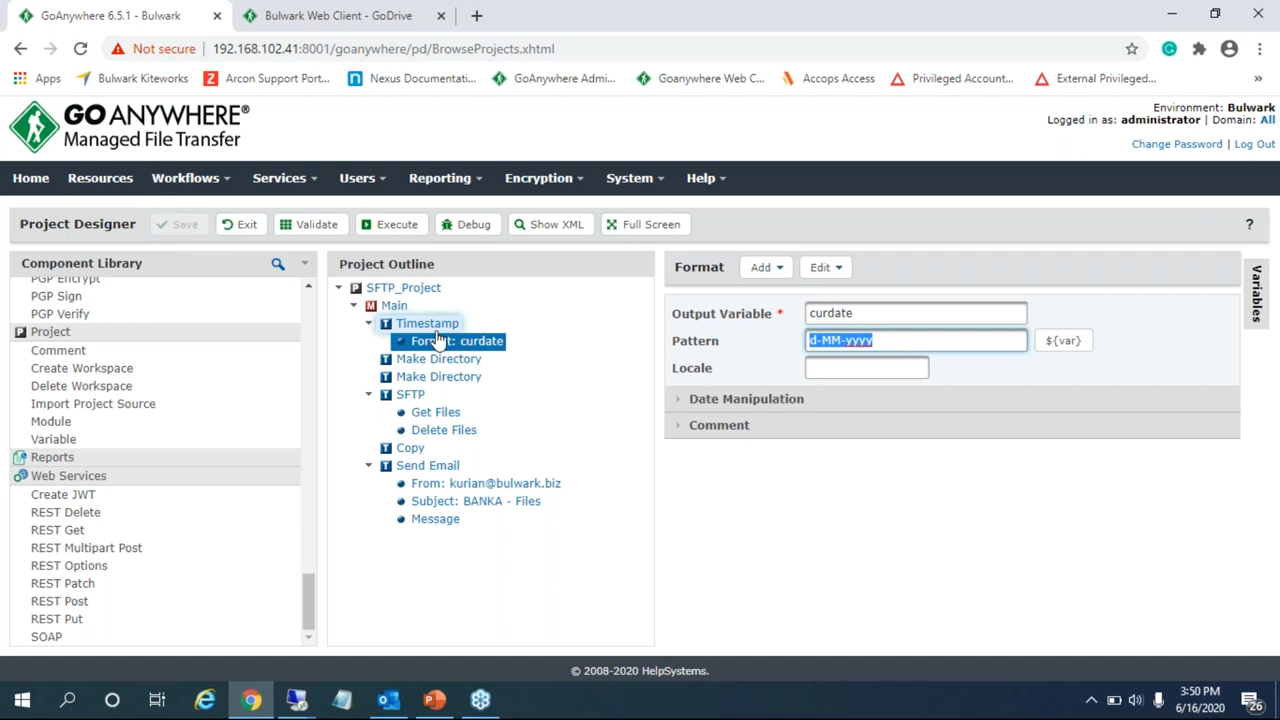 GoAnywhere 6.5.1 - Bulwark
Bulwark Web Client - GoDrive
Not secure 192.168.102.41:8001/goanywhere/pd/BrowseProjects.xhtml
Apps Bulwark Kiteworks Arcon Support Port... Nexus Documentati... GoAnywhere Admi... Goanywhere Web C... Accops Access Privileged Account... External Privileged... »
GO ANYWHERE®
Managed File Transfer
Environment: Bulwark
Logged in as: administrator | Domain: All
Change Password | Log Out
Home Resources Workflows Services Users Reporting Encryption System Help
Project Designer Save Exit Validate Execute Debug Show XML Full Screen ?
Component Library
PGP Encrypt
PGP Sign
PGP Verify
Project
Comment
Create Workspace
Delete Workspace
Import Project Source
Module
Variable
Reports
Web Services
Create JWT
REST Delete
REST Get
REST Multipart Post
REST Options
REST Patch
REST Post
REST Put
SOAP
Project Outline
P SFTP_Project
M Main
T Timestamp
Format: curdate
T Make Directory
T Make Directory
T SFTP
Get Files
Delete Files
T Copy
T Send Email
From: kurian@bulwark.biz
Subject: BANKA - Files
Message
Format Add Edit
Output Variable * curdate
Pattern d-MM-yyyy ${var}
Locale
Date Manipulation
Comment
Variables
© 2008-2020 HelpSystems.
3:50 PM
6/16/2020
26